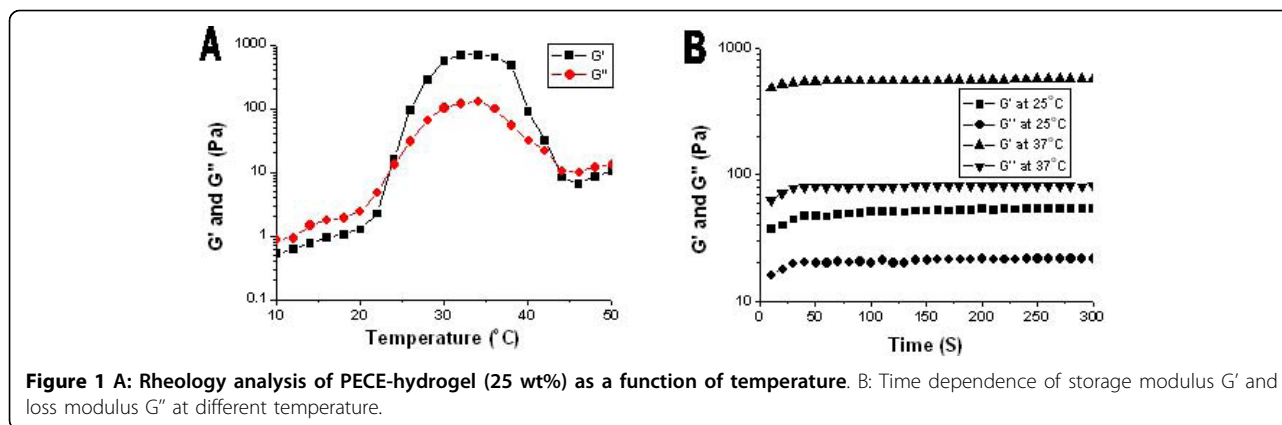 A
B
1000
100
10
1
0.1
G' and G'' (Pa)
10
20
30
40
50
Temperature (°C)
G'
G''
1000
100
10
G' and G'' (Pa)
0
50
100
150
200
250
300
Time (S)
G' at 25°C
G'' at 25°C
G' at 37°C
G'' at 37°C
Figure 1 A: Rheology analysis of PECE-hydrogel (25 wt%) as a function of temperature. B: Time dependence of storage modulus G' and
loss modulus G'' at different temperature.